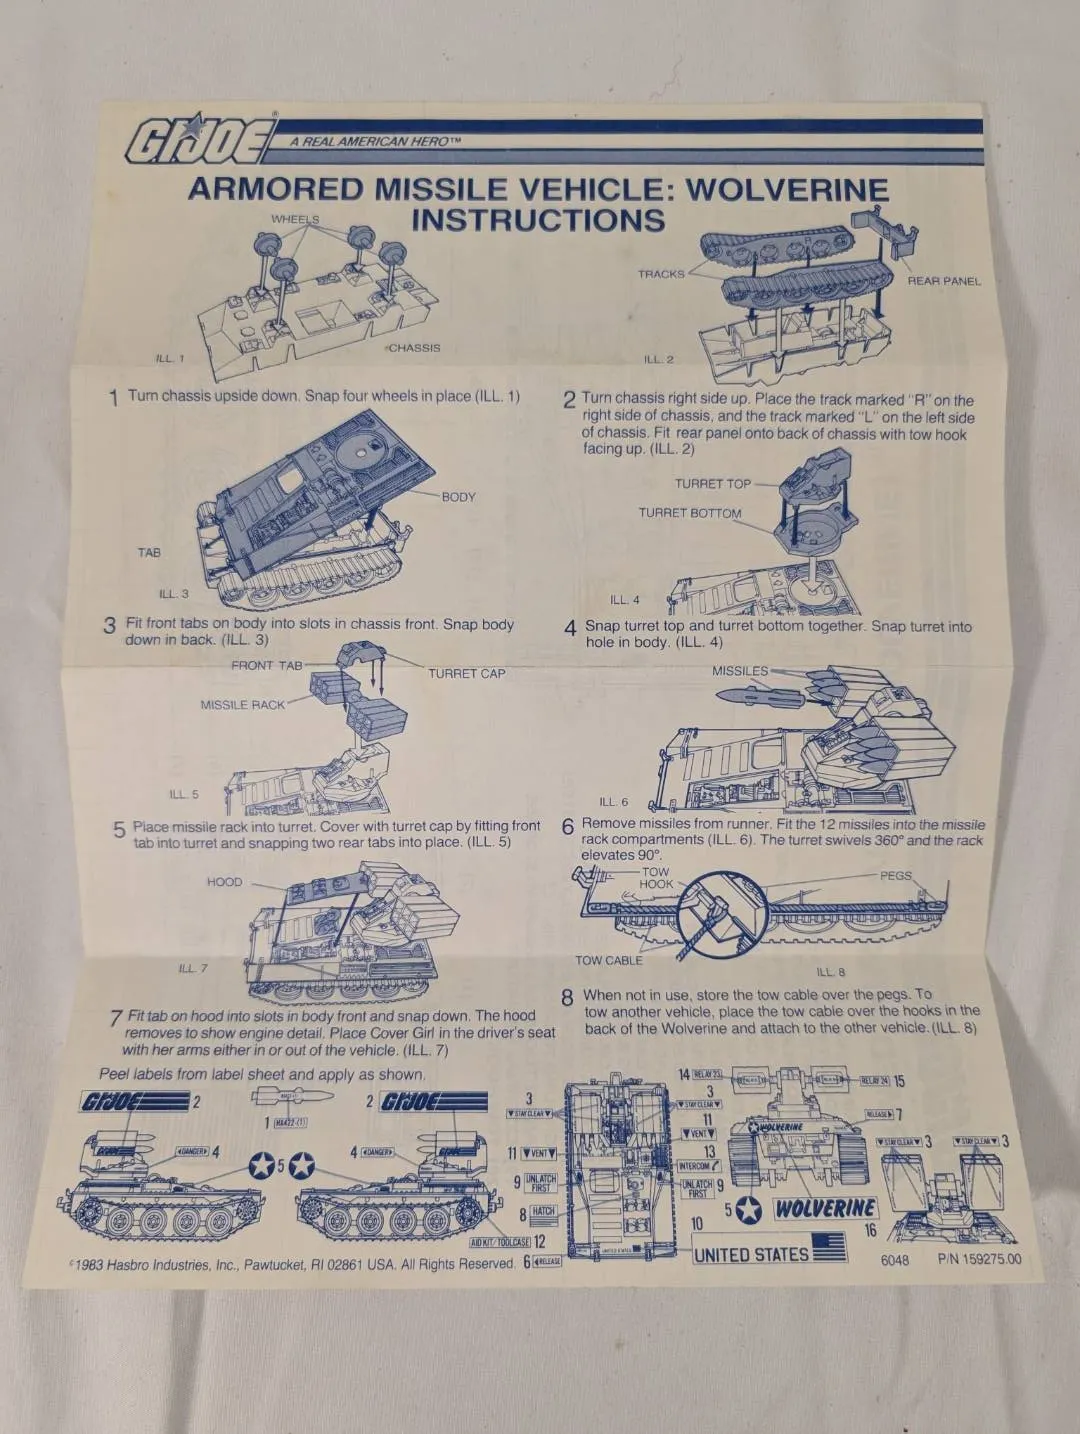 G.I. JOE®
A REAL AMERICAN HERO™
ARMORED MISSILE VEHICLE: WOLVERINE
INSTRUCTIONS
WHEELS
CHASSIS
ILL. 1
TRACKS
REAR PANEL
ILL. 2
1 Turn chassis upside down. Snap four wheels in place (ILL. 1)
2 Turn chassis right side up. Place the track marked "R" on the
right side of chassis, and the track marked "L" on the left side
of chassis. Fit rear panel onto back of chassis with tow hook
facing up. (ILL. 2)
BODY
TAB
ILL. 3
TURRET TOP
TURRET BOTTOM
ILL. 4
3 Fit front tabs on body into slots in chassis front. Snap body
down in back. (ILL. 3)
4 Snap turret top and turret bottom together. Snap turret into
hole in body. (ILL. 4)
FRONT TAB
TURRET CAP
MISSILE RACK
ILL. 5
MISSILES
ILL. 6
5 Place missile rack into turret. Cover with turret cap by fitting front
tab into turret and snapping two rear tabs into place. (ILL. 5)
6 Remove missiles from runner. Fit the 12 missiles into the missile
rack compartments (ILL. 6). The turret swivels 360° and the rack
elevates 90°.
HOOD
ILL. 7
TOW
HOOK
PEGS
TOW CABLE
ILL. 8
7 Fit tab on hood into slots in body front and snap down. The hood
removes to show engine detail. Place Cover Girl in the driver's seat
with her arms either in or out of the vehicle. (ILL. 7)
8 When not in use, store the tow cable over the pegs. To
tow another vehicle, place the tow cable over the hooks in the
back of the Wolverine and attach to the other vehicle. (ILL. 8)
Peel labels from label sheet and apply as shown.
G.I. JOE 2
1
2 G.I. JOE
DANGER 4
4 DANGER
5
AID KIT/TOOLCASE 12
6 RELEASE
3
STAY CLEAR
11 VENT
9 UNLATCH
FIRST
8 HATCH
UNITED STATES
14 RELAY 23
3
STAY CLEAR
11
VENT
13
INTERCOM
UNLATCH 9
FIRST
RELAY 24 15
RELEASE 7
WOLVERINE
STAY CLEAR 3
STAY CLEAR 3
5
WOLVERINE
16
10
UNITED STATES
©1983 Hasbro Industries, Inc., Pawtucket, RI 02861 USA. All Rights Reserved.
6048
P/N 159275.00